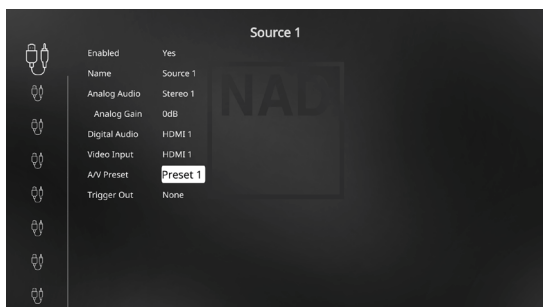 Source 1
Enabled Yes
Name Source 1
Analog Audio Stereo 1
Analog Gain 0dB
Digital Audio HDMI 1
Video Input HDMI 1
A/V Preset Preset 1
Trigger Out None
NAD